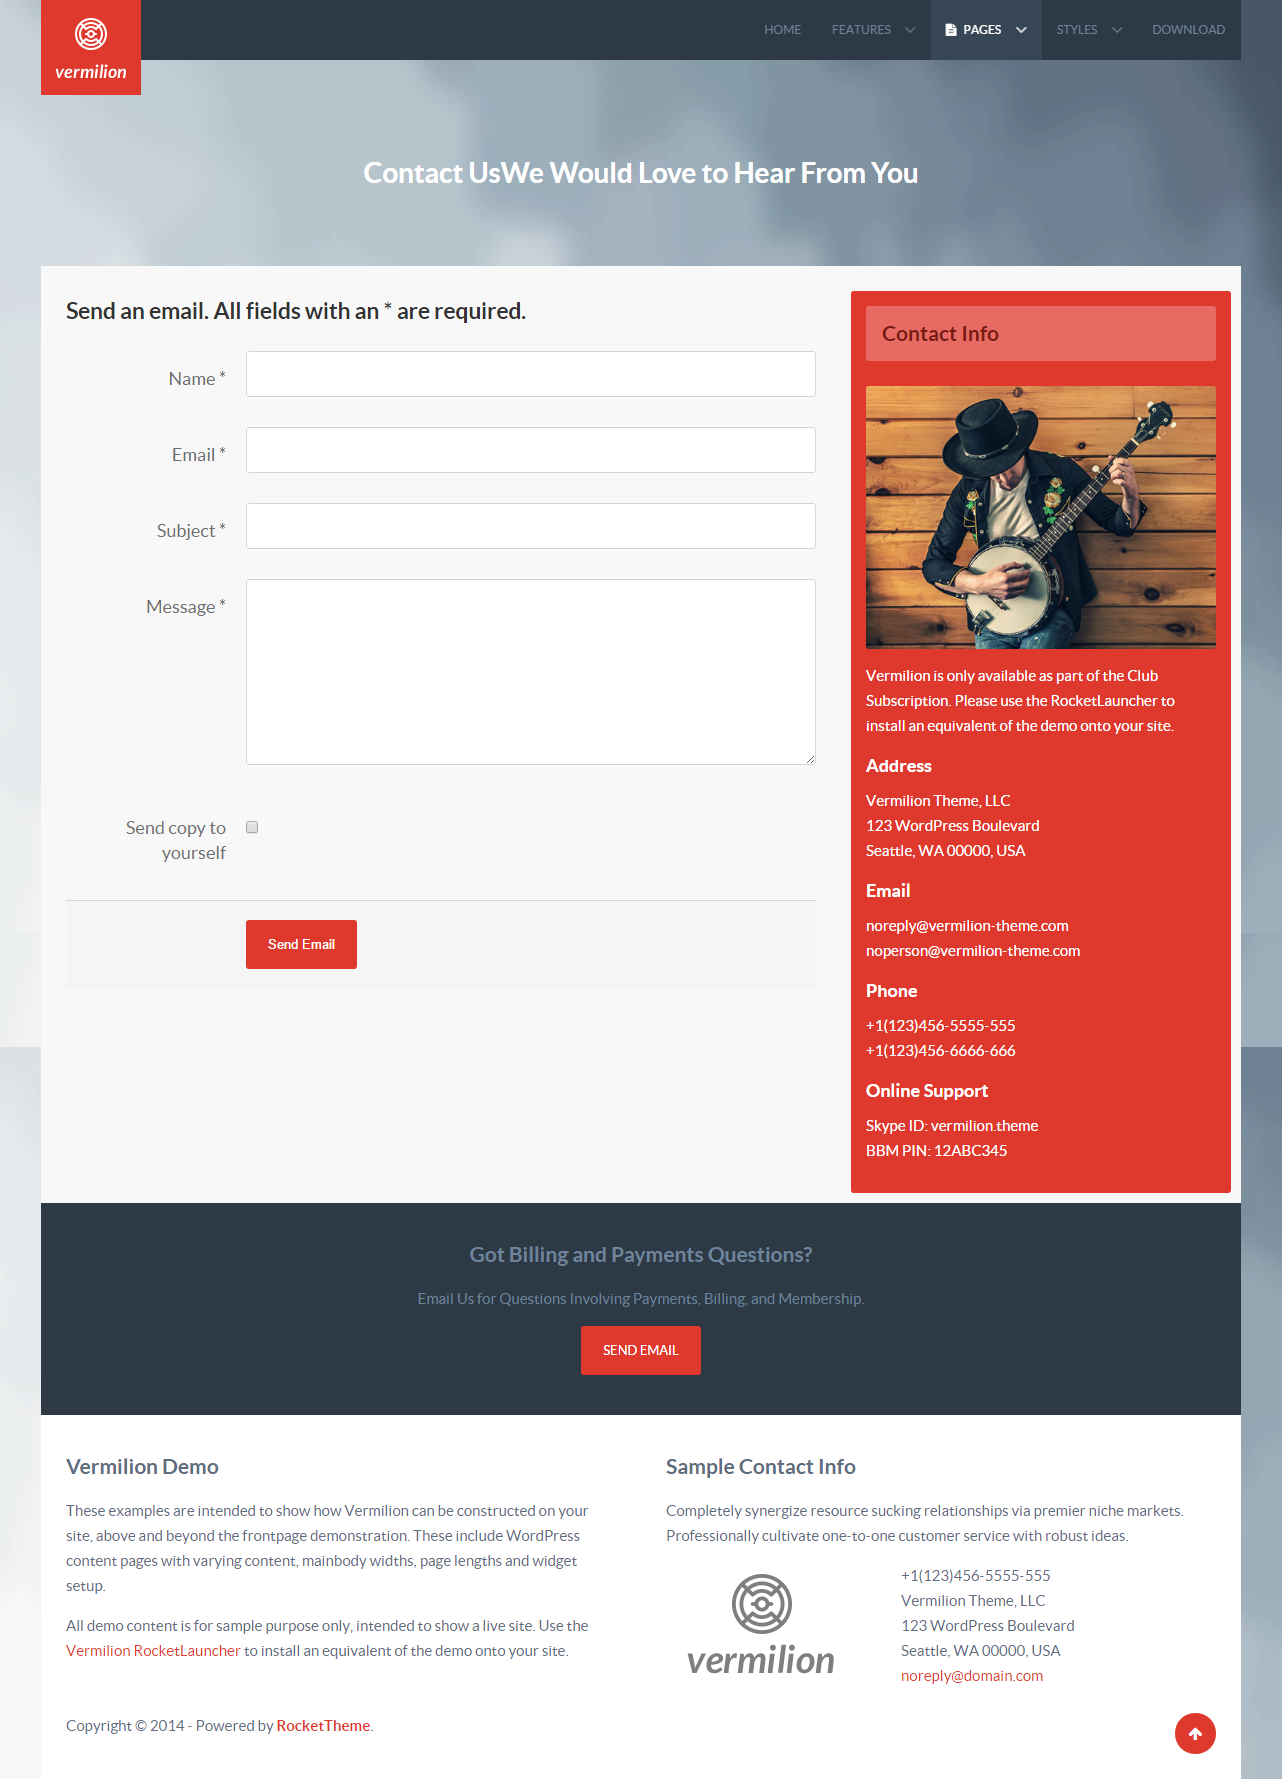 vermilion
HOME FEATURES PAGES STYLES DOWNLOAD
Contact UsWe Would Love to Hear From You
Send an email. All fields with an * are required.
Name *
Email *
Subject *
Message *
Send copy to
yourself
Send Email
Contact Info
Vermilion is only available as part of the Club
Subscription. Please use the RocketLauncher to
install an equivalent of the demo onto your site.
Address
Vermilion Theme, LLC
123 WordPress Boulevard
Seattle, WA 00000, USA
Email
noreply@vermilion-theme.com
noperson@vermilion-theme.com
Phone
+1(123)456-5555-555
+1(123)456-6666-666
Online Support
Skype ID: vermilion.theme
BBM PIN: 12ABC345
Got Billing and Payments Questions?
Email Us for Questions Involving Payments, Billing, and Membership.
SEND EMAIL
Vermilion Demo
These examples are intended to show how Vermilion can be constructed on your
site, above and beyond the frontpage demonstration. These include WordPress
content pages with varying content, mainbody widths, page lengths and widget
setup.
All demo content is for sample purpose only, intended to show a live site. Use the
Vermilion RocketLauncher to install an equivalent of the demo onto your site.
Sample Contact Info
Completely synergize resource sucking relationships via premier niche markets.
Professionally cultivate one-to-one customer service with robust ideas.
vermilion
+1(123)456-5555-555
Vermilion Theme, LLC
123 WordPress Boulevard
Seattle, WA 00000, USA
noreply@domain.com
Copyright © 2014 - Powered by RocketTheme.